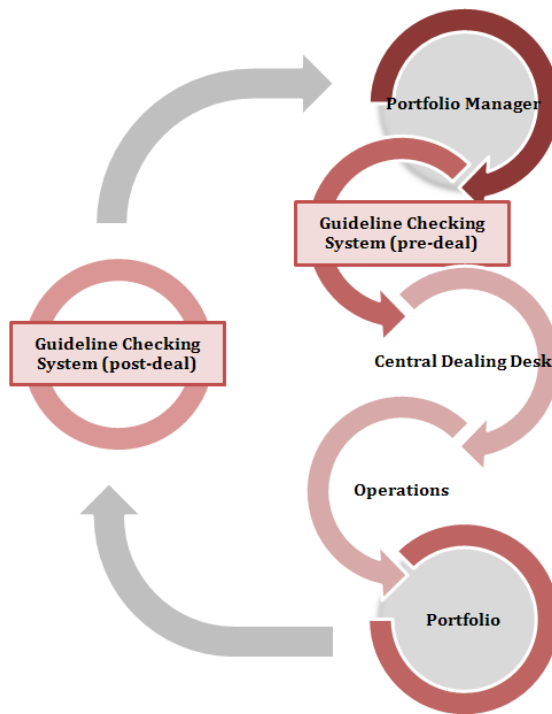 Portfolio Manager
Guideline Checking
System (pre-deal)
Guideline Checking
System (post-deal)
Central Dealing Desk
Operations
Portfolio